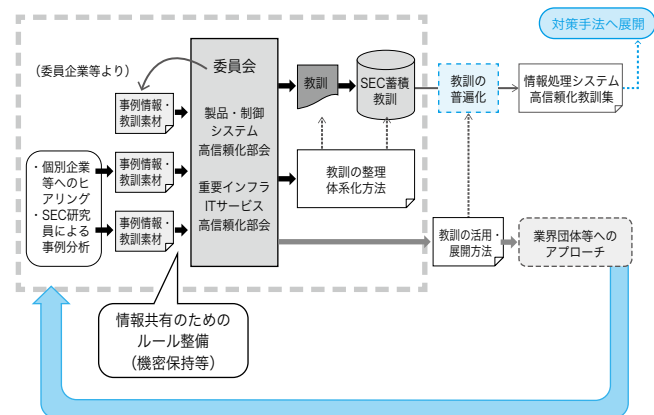 対策手法へ展開
（委員企業等より）
委員会
製品・制御
システム
高信頼化部会
重要インフラ
ITサービス
高信頼化部会
事例情報・
教訓素材
事例情報・
教訓素材
事例情報・
教訓素材
・個別企業
等へのヒ
アリング
・SEC研究
員による
事例分析
教訓
SEC蓄積
教訓
教訓の
普遍化
情報処理システム
高信頼化教訓集
教訓の整理
体系化方法
教訓の活用・
展開方法
業界団体等への
アプローチ
情報共有のための
ルール整備
（機密保持等）